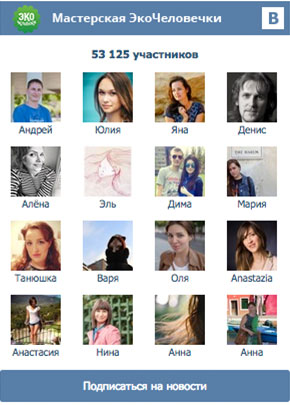 ЭКО
Мастерская ЭкоЧеловечки
В
53 125 участников
Андрей Юлия Яна Денис
Алёна Эль Дима Мария
Танюшка Варя Оля Anastazia
Анастасия Нина Анна Анна
Подписаться на новости